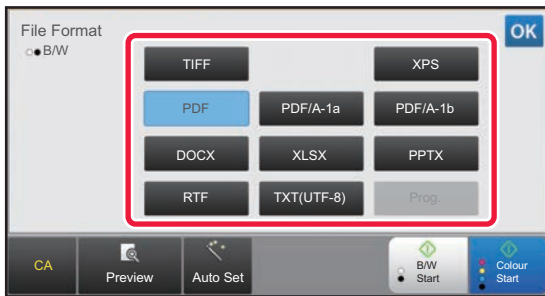 File Format
B/W
OK
TIFF
XPS
PDF
PDF/A-1a
PDF/A-1b
DOCX
XLSX
PPTX
RTF
TXT(UTF-8)
Prog.
CA
Preview
Auto Set
B/W
Start
Colour
Start